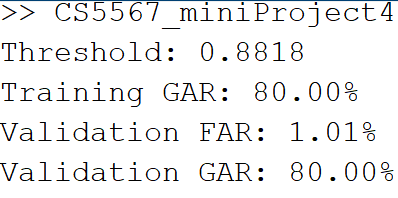 >> CS5567_miniProject4
Threshold: 0.8818
Training GAR: 80.00%
Validation FAR: 1.01%
Validation GAR: 80.00%